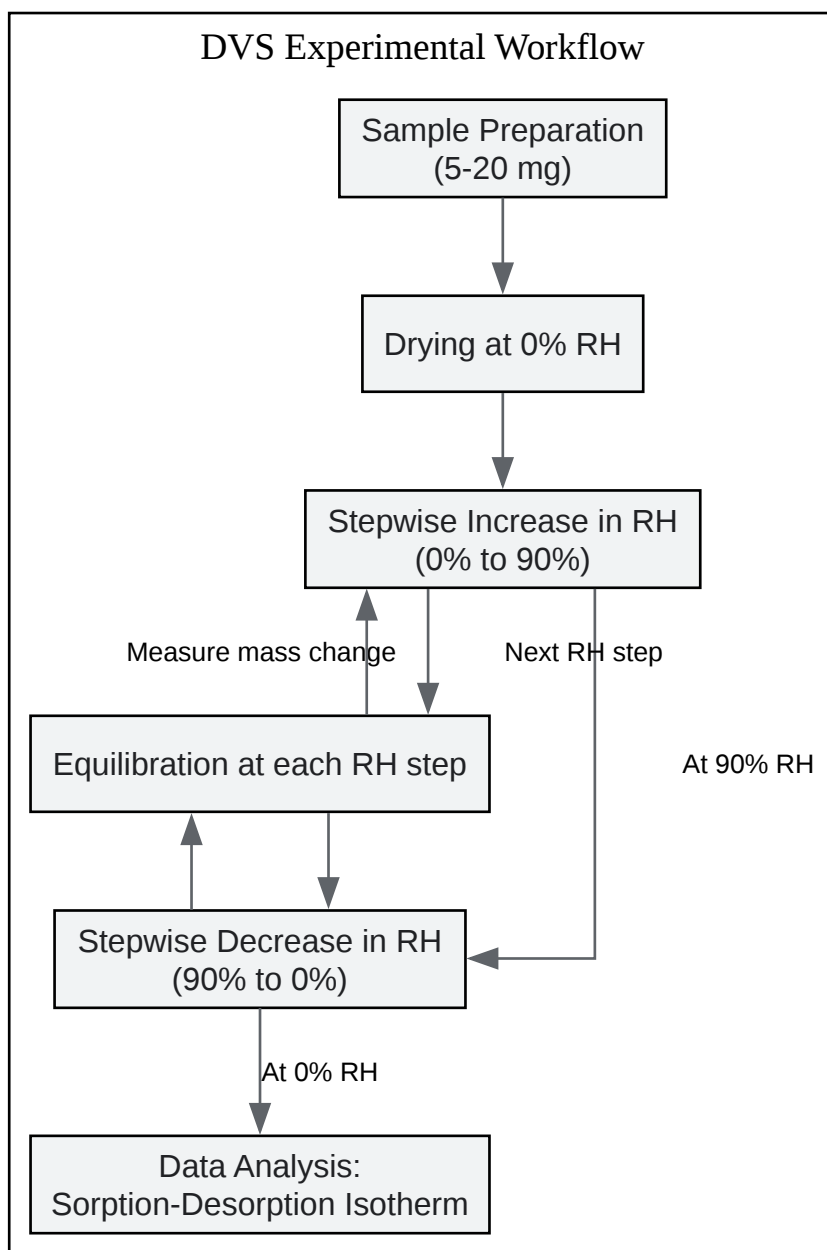 DVS Experimental Workflow
Sample Preparation
(5-20 mg)
Drying at 0% RH
Stepwise Increase in RH
(0% to 90%)
Measure mass change
Next RH step
Equilibration at each RH step
At 90% RH
Stepwise Decrease in RH
(90% to 0%)
At 0% RH
Data Analysis:
Sorption-Desorption Isotherm